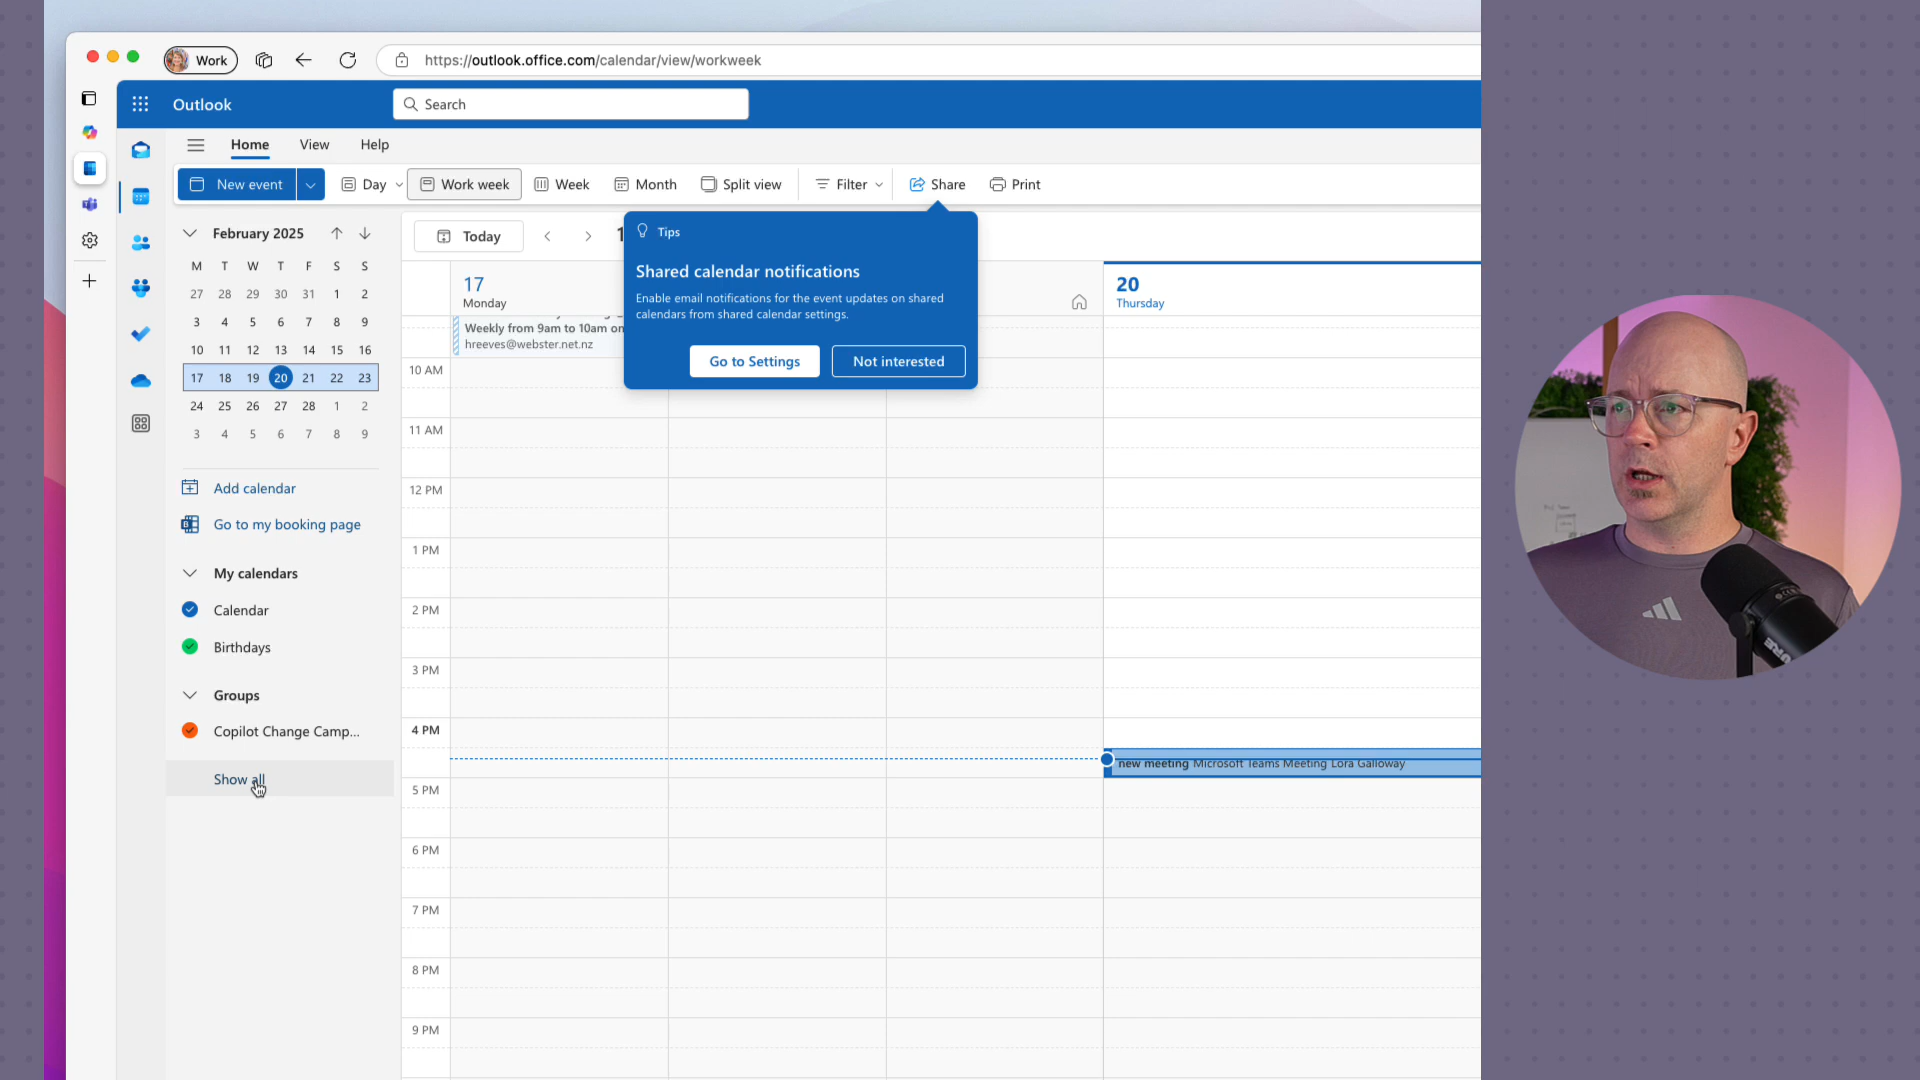 Work
https://outlook.office.com/calendar/view/workweek
Outlook
Search
Home View Help
New event Day Work week Week Month Split view Filter Share Print
February 2025
M T W T F S S
27 28 29 30 31 1 2
3 4 5 6 7 8 9
10 11 12 13 14 15 16
17 18 19 20 21 22 23
24 25 26 27 28 1 2
3 4 5 6 7 8 9
Add calendar
Go to my booking page
My calendars
Calendar
Birthdays
Groups
Copilot Change Camp...
Show all
Today
Tips
Shared calendar notifications
Enable email notifications for the event updates on shared
calendars from shared calendar settings.
Go to Settings Not interested
17
Monday
20
Thursday
Weekly from 9am to 10am on
hreeves@webster.net.nz
10 AM
11 AM
12 PM
1 PM
2 PM
3 PM
4 PM
new meeting Microsoft Teams Meeting Lora Galloway
5 PM
6 PM
7 PM
8 PM
9 PM